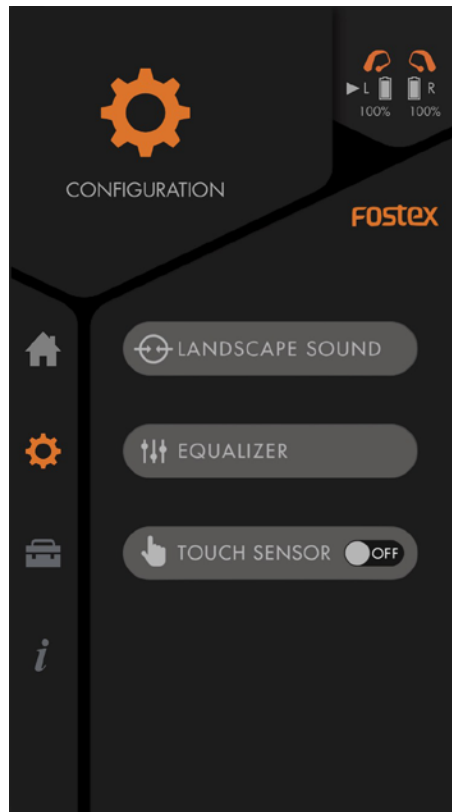 L R
100% 100%
CONFIGURATION
FOSTEX
LANDSCAPE SOUND
EQUALIZER
TOUCH SENSOR OFF
i